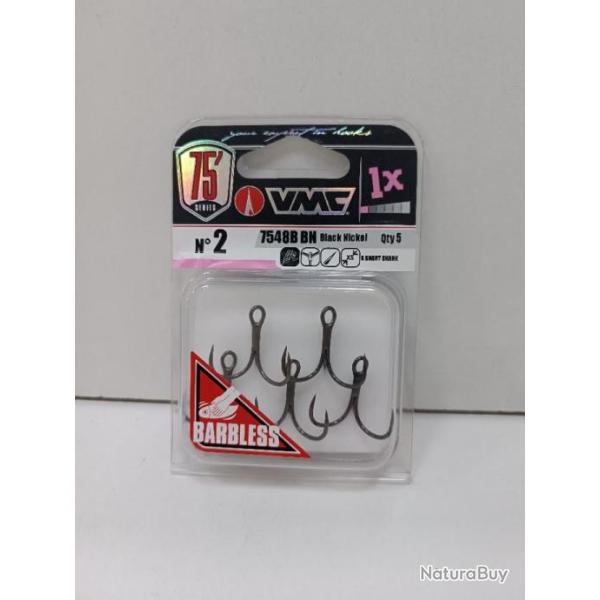 your expert in hooks
75'
SERIES
VMC
1x
N° 2
7548B BN Black Nickel Qty 5
X SHORT SHANK
BARBLESS
NaturaBuy